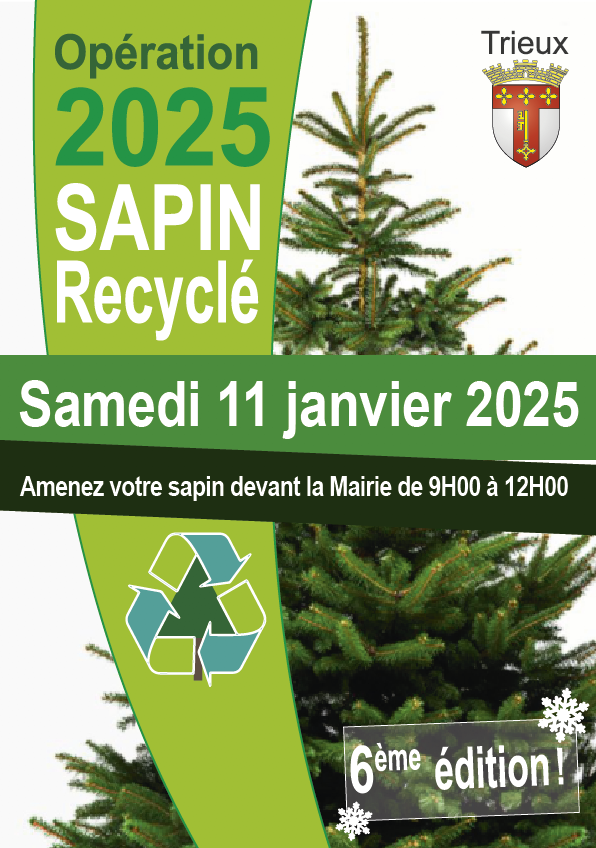 Opération
2025
SAPIN
Recyclé
Trieux
Samedi 11 janvier 2025
Amenez votre sapin devant la Mairie de 9H00 à 12H00
6ème édition !